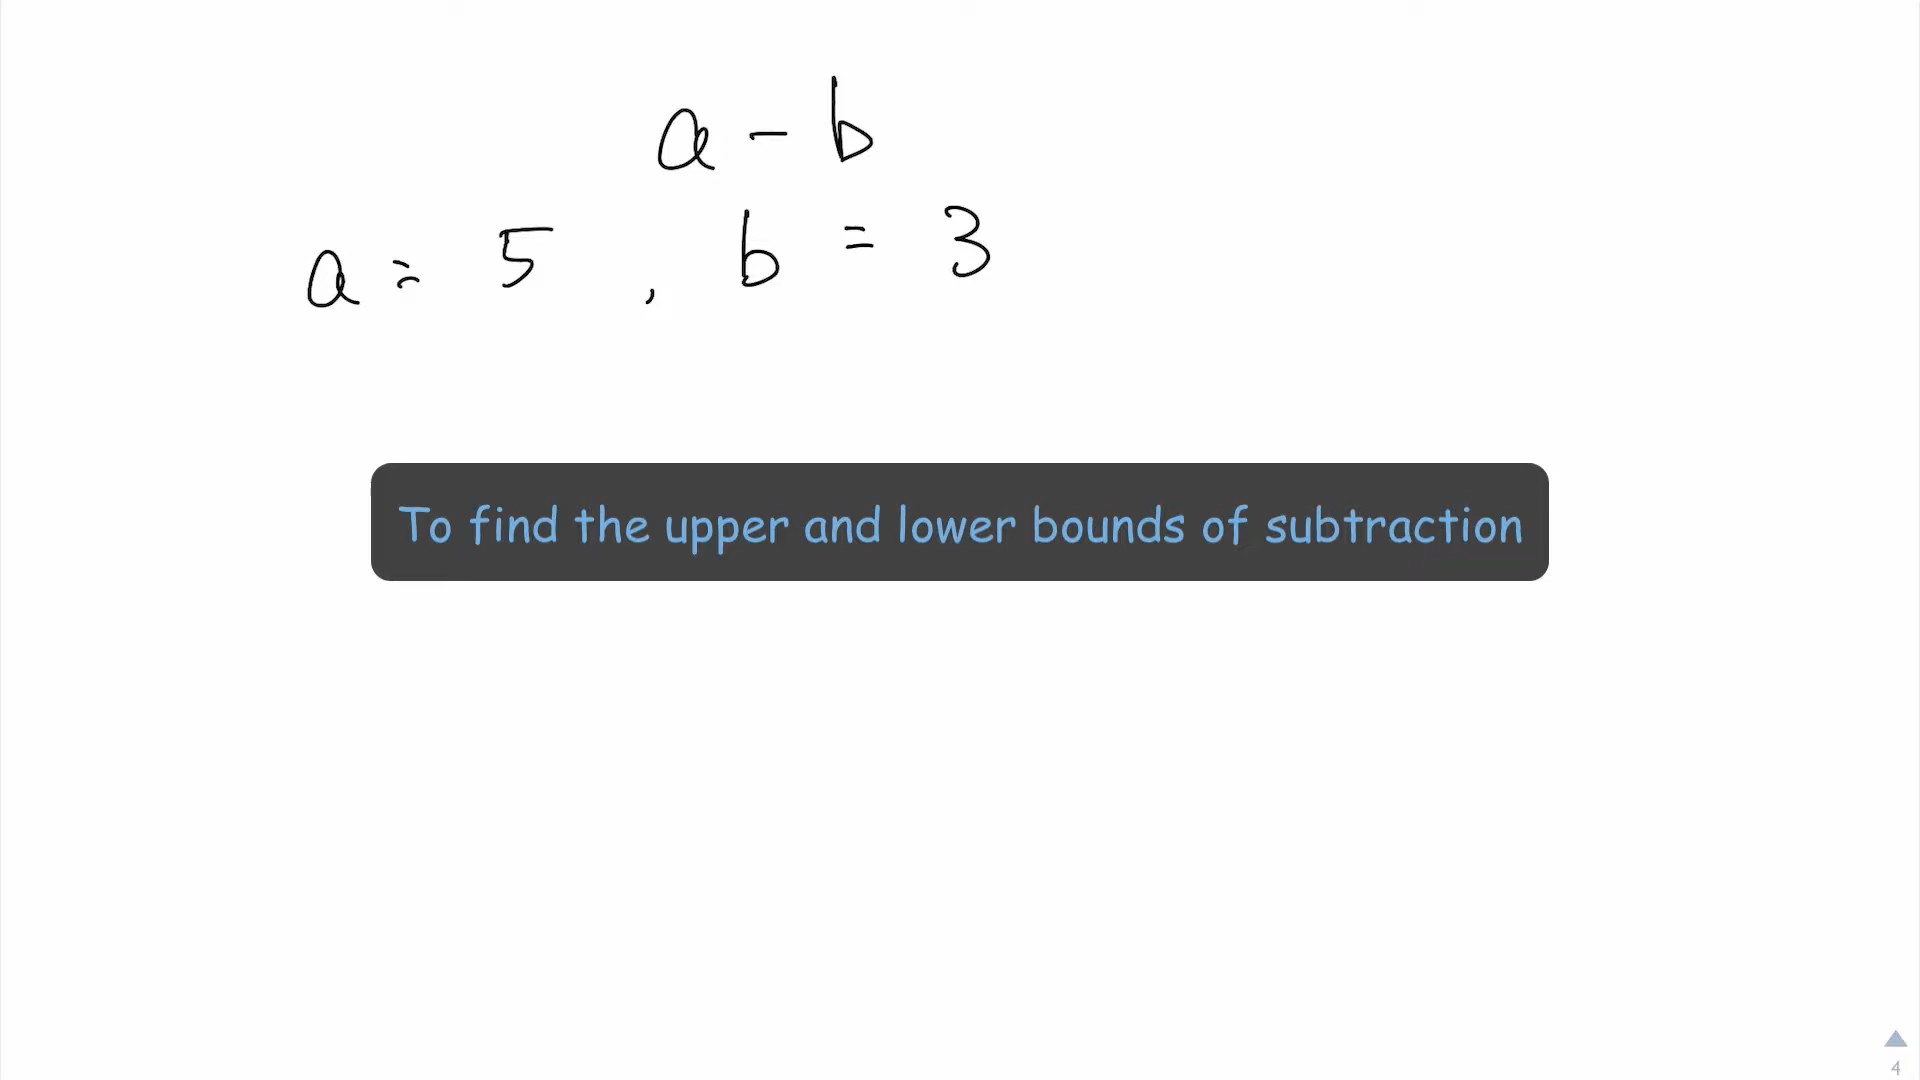 a - b
a = 5 , b = 3
To find the upper and lower bounds of subtraction
4